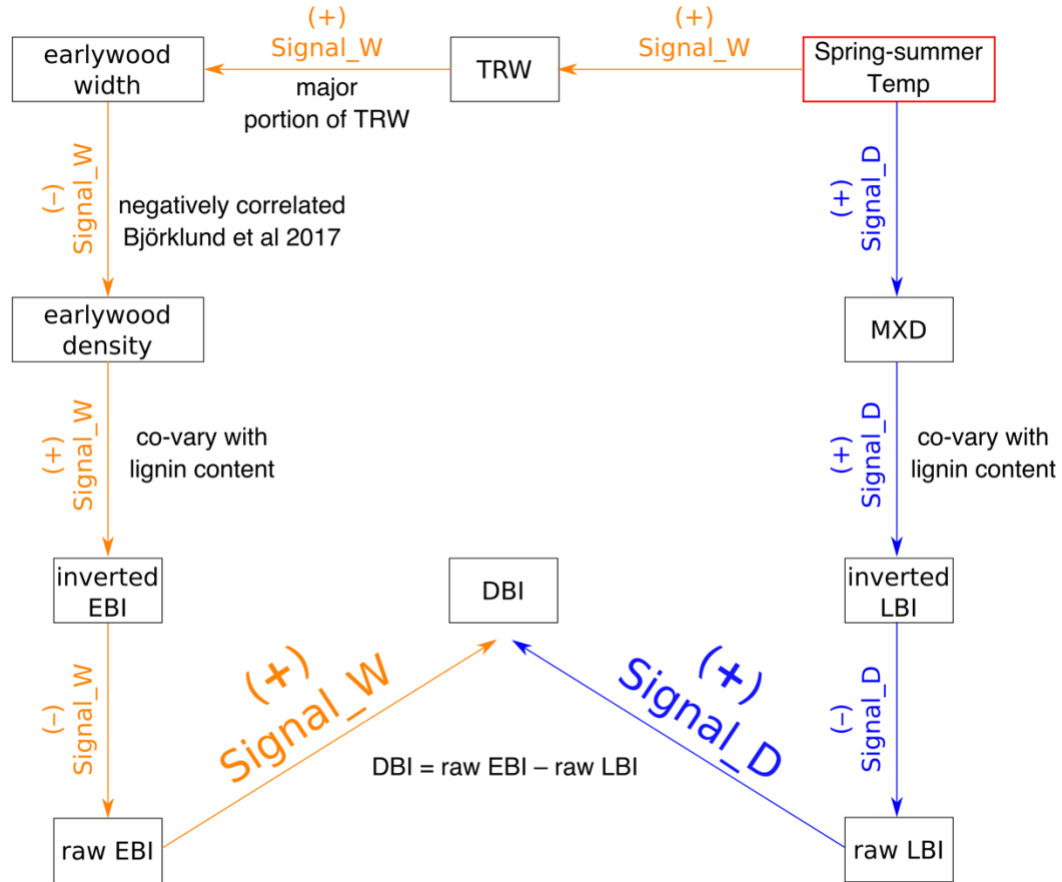 (+)
Signal_W
(+)
Signal_W
earlywood
width
TRW
Spring-summer
Temp
major
portion of TRW
(–)
Signal_W
negatively correlated
Björklund et al 2017
(+)
Signal_D
earlywood
density
MXD
(+)
Signal_W
co-vary with
lignin content
(+)
Signal_D
co-vary with
lignin content
inverted
EBI
DBI
inverted
LBI
(–)
Signal_W
(+)
Signal_W
(+)
Signal_D
(–)
Signal_D
DBI = raw EBI – raw LBI
raw EBI
raw LBI